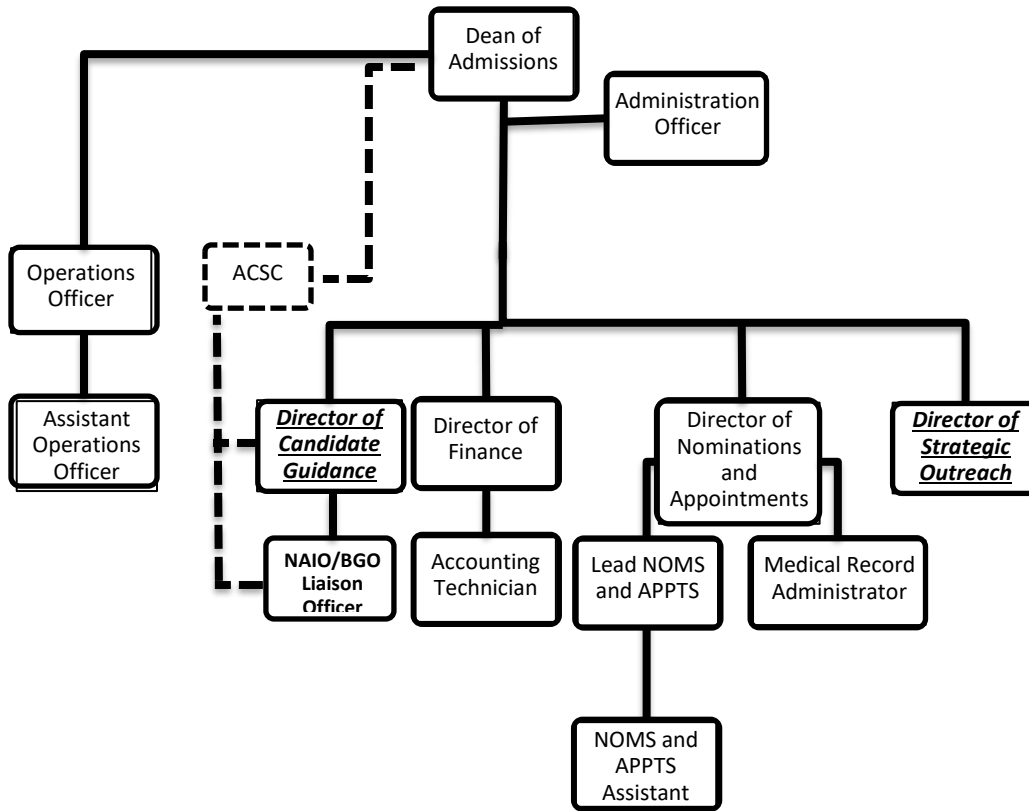 Dean of
Admissions
Administration
Officer
Operations
Officer
ACSC
Assistant
Operations
Officer
Director of
Candidate
Guidance
Director of
Finance
Director of
Nominations
and
Appointments
Director of
Strategic
Outreach
NAIO/BGO
Liaison
Officer
Accounting
Technician
Lead NOMS
and APPTS
Medical Record
Administrator
NOMS and
APPTS
Assistant